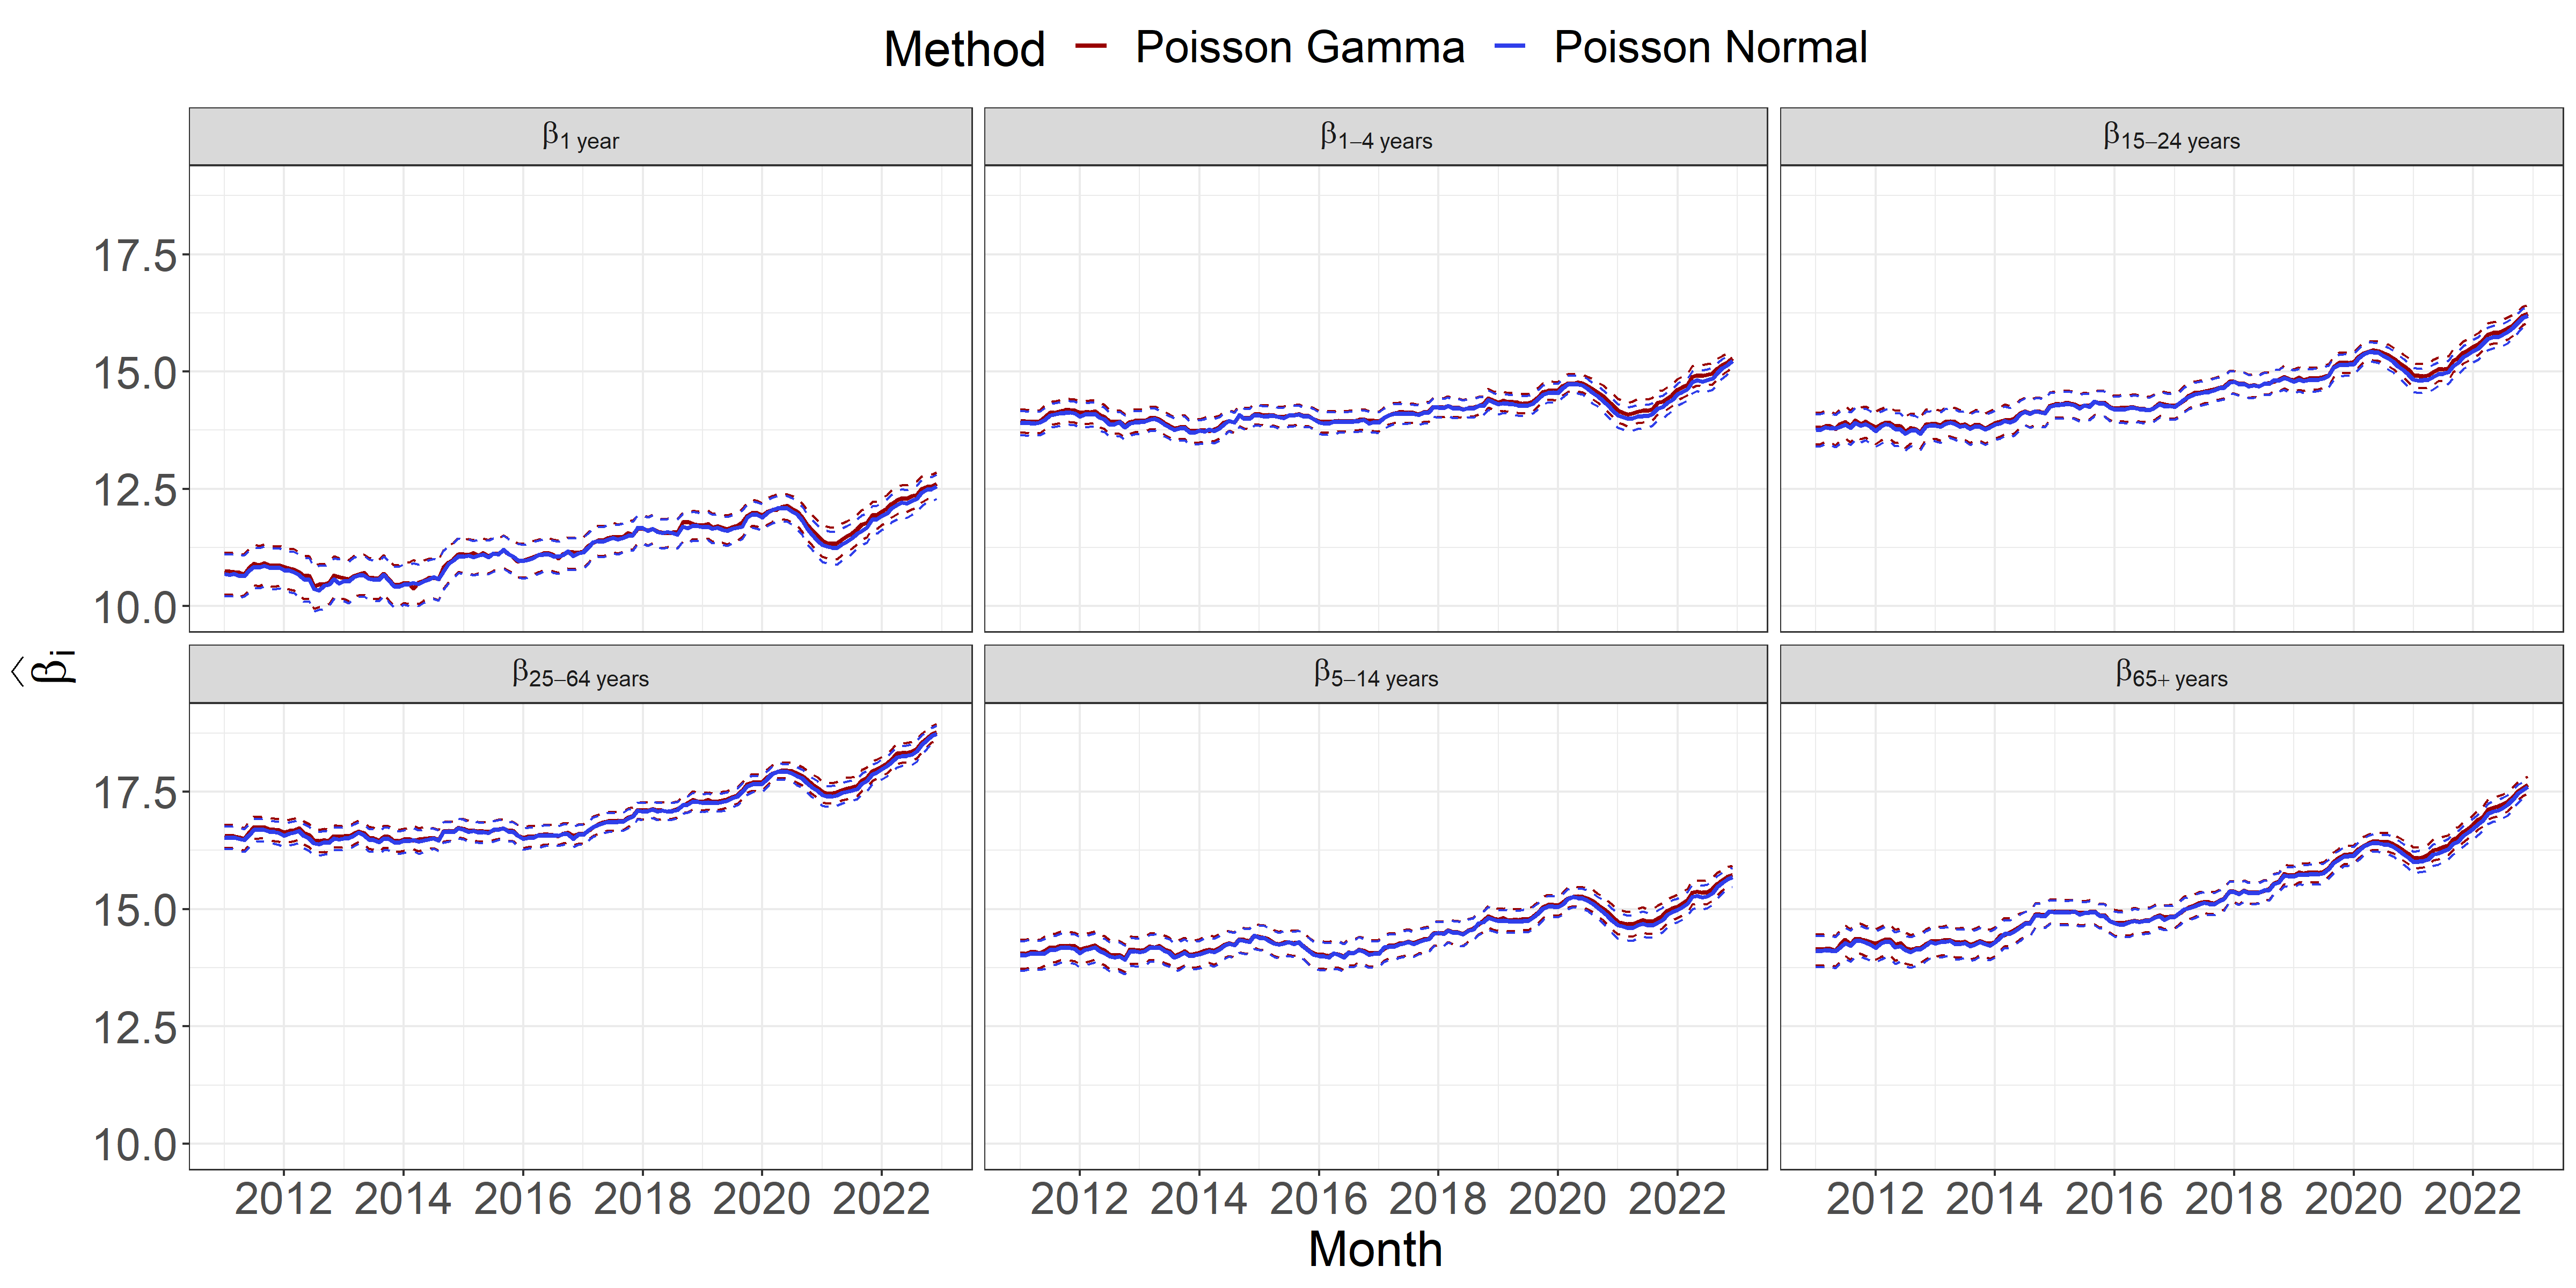 Method Poisson Gamma Poisson Normal
β1 year β1−4 years β15−24 years
17.5
15.0
12.5
10.0
β̂i
β25−64 years β5−14 years β65+ years
17.5
15.0
12.5
10.0
2012 2014 2016 2018 2020 2022 2012 2014 2016 2018 2020 2022 2012 2014 2016 2018 2020 2022
Month